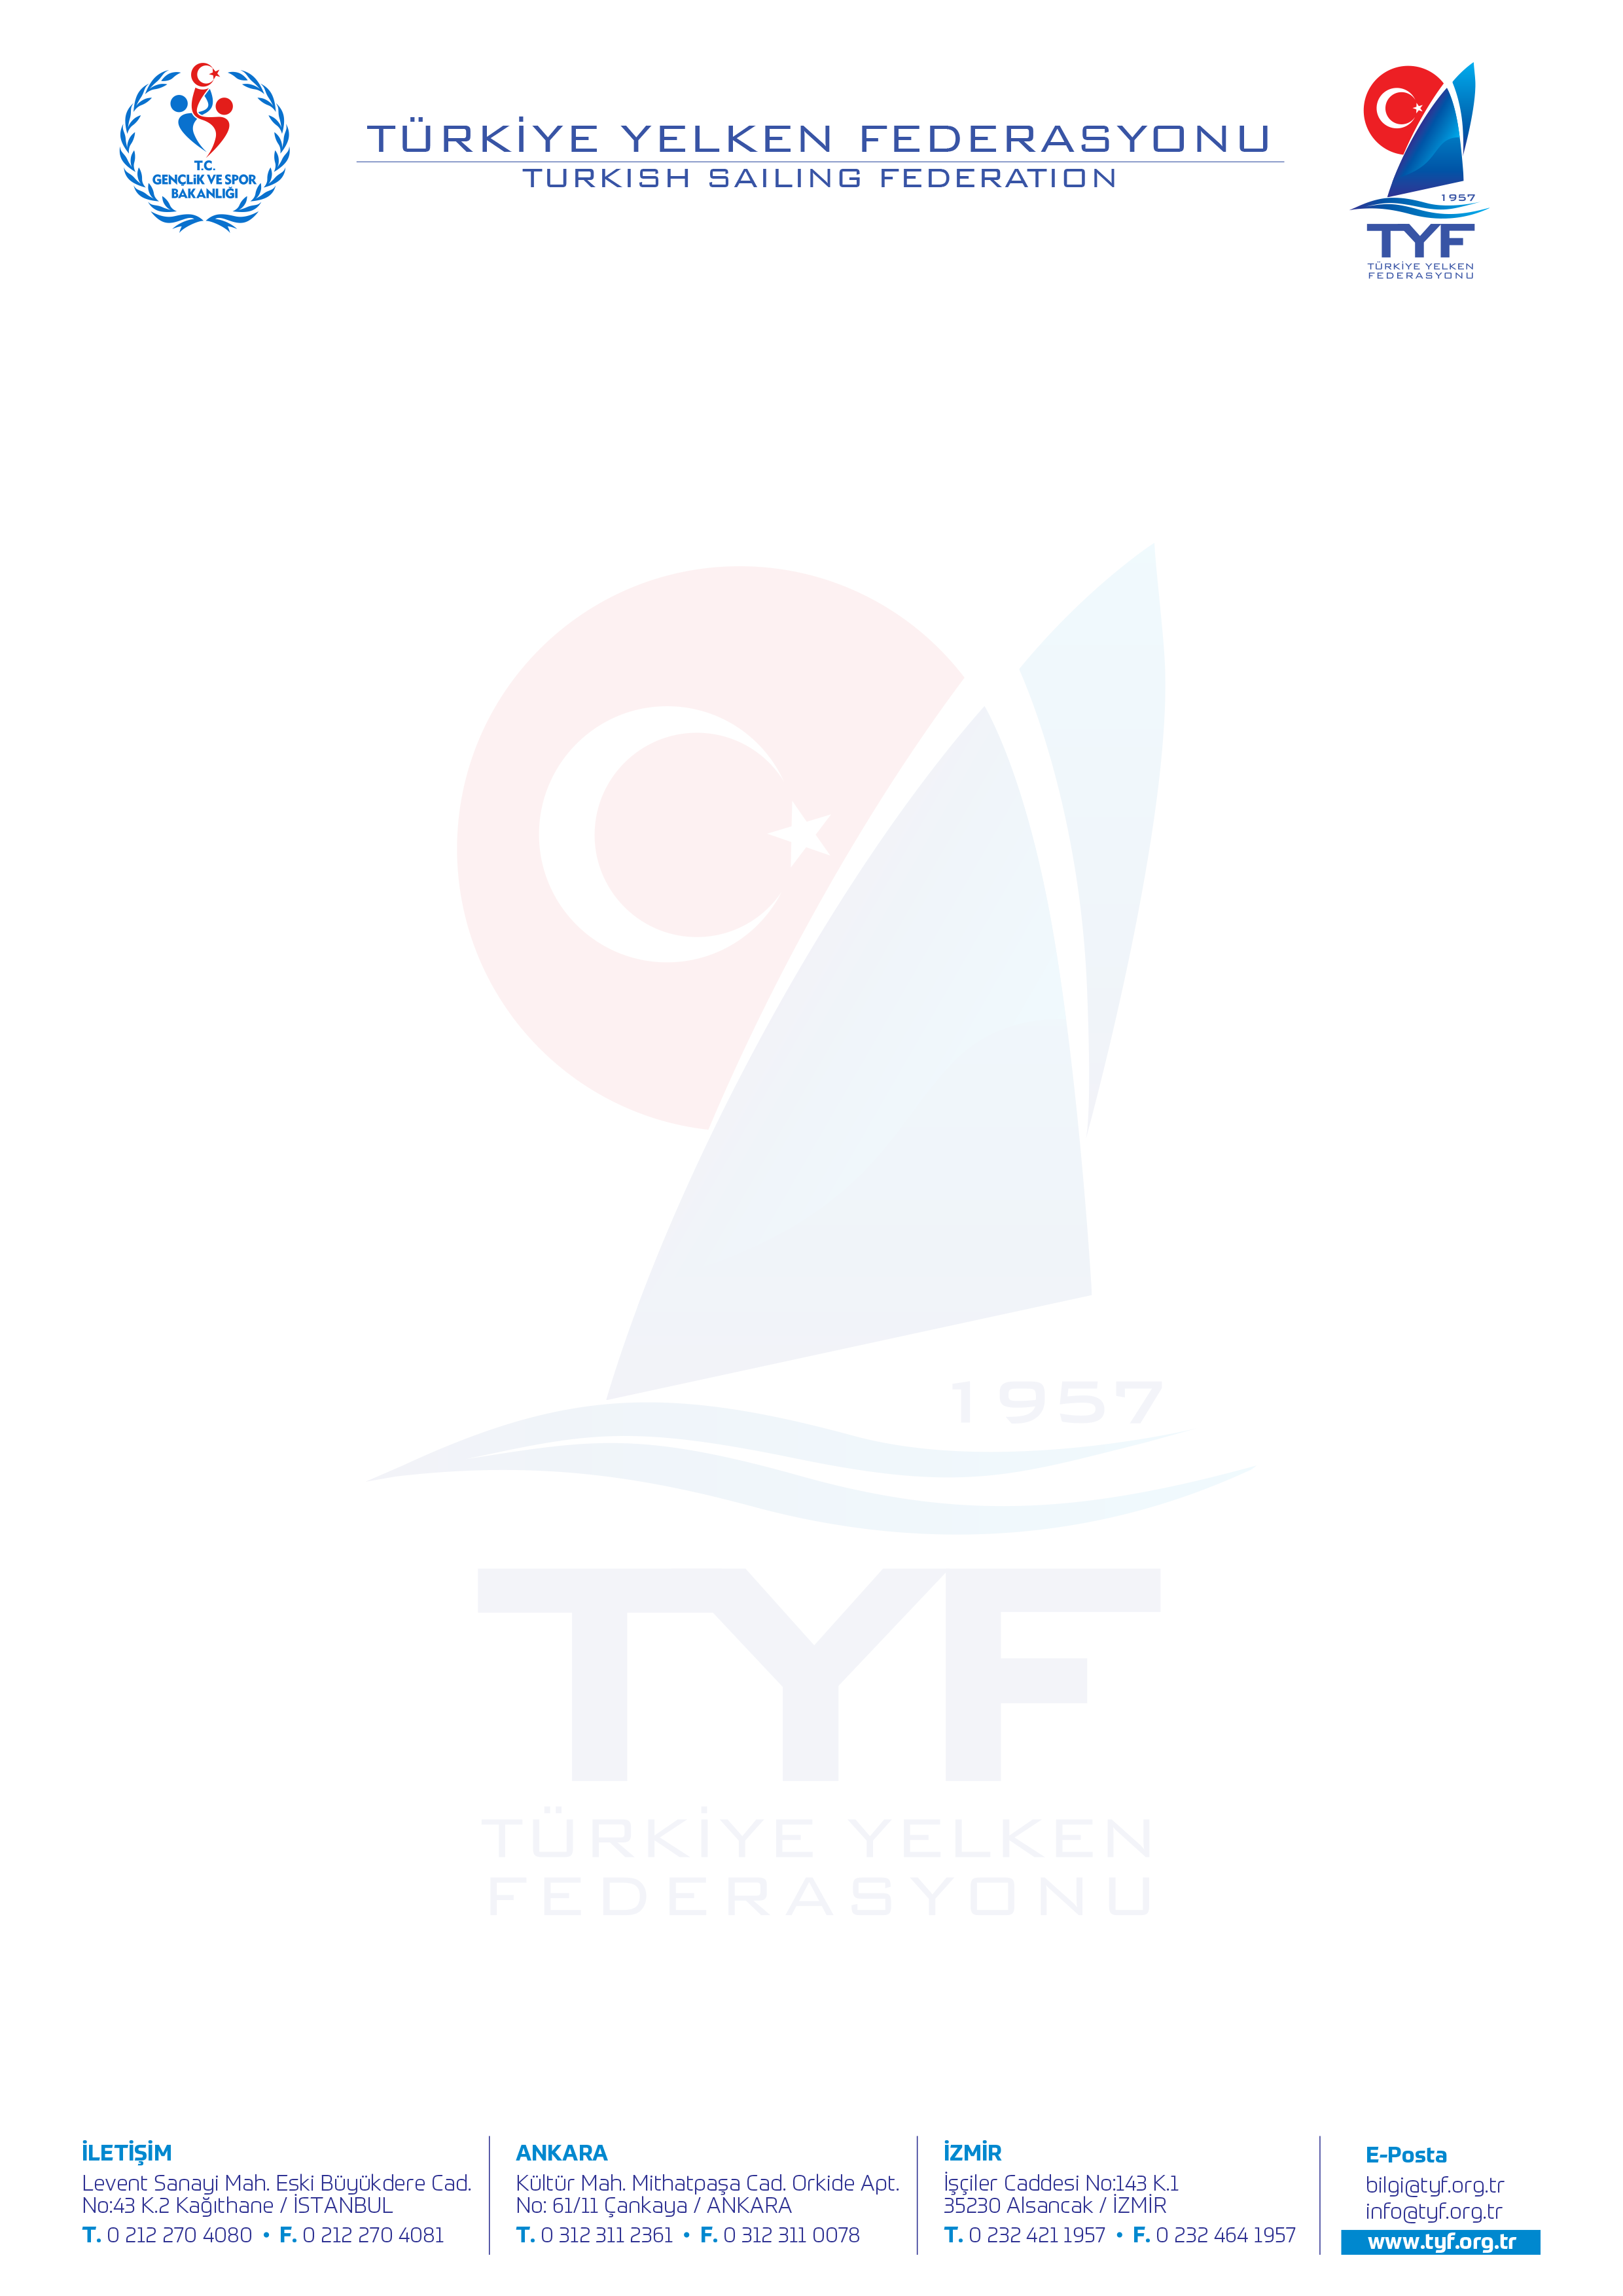 T.C.
GENÇLİK VE SPOR
BAKANLIĞI
TÜRKİYE YELKEN FEDERASYONU
TURKISH SAILING FEDERATION
1957
TYF
TÜRKİYE YELKEN
FEDERASYONU
1957
TYF
TÜRKİYE YELKEN
FEDERASYONU
İLETİŞİM
Levent Sanayi Mah. Eski Büyükdere Cad.
No:43 K.2 Kağıthane / İSTANBUL
T. 0 212 270 4080 • F. 0 212 270 4081
ANKARA
Kültür Mah. Mithatpaşa Cad. Orkide Apt.
No: 61/11 Çankaya / ANKARA
T. 0 312 311 2361 • F. 0 312 311 0078
İZMİR
İşçiler Caddesi No:143 K.1
35230 Alsancak / İZMİR
T. 0 232 421 1957 • F. 0 232 464 1957
E-Posta
bilgi@tyf.org.tr
info@tyf.org.tr
www.tyf.org.tr